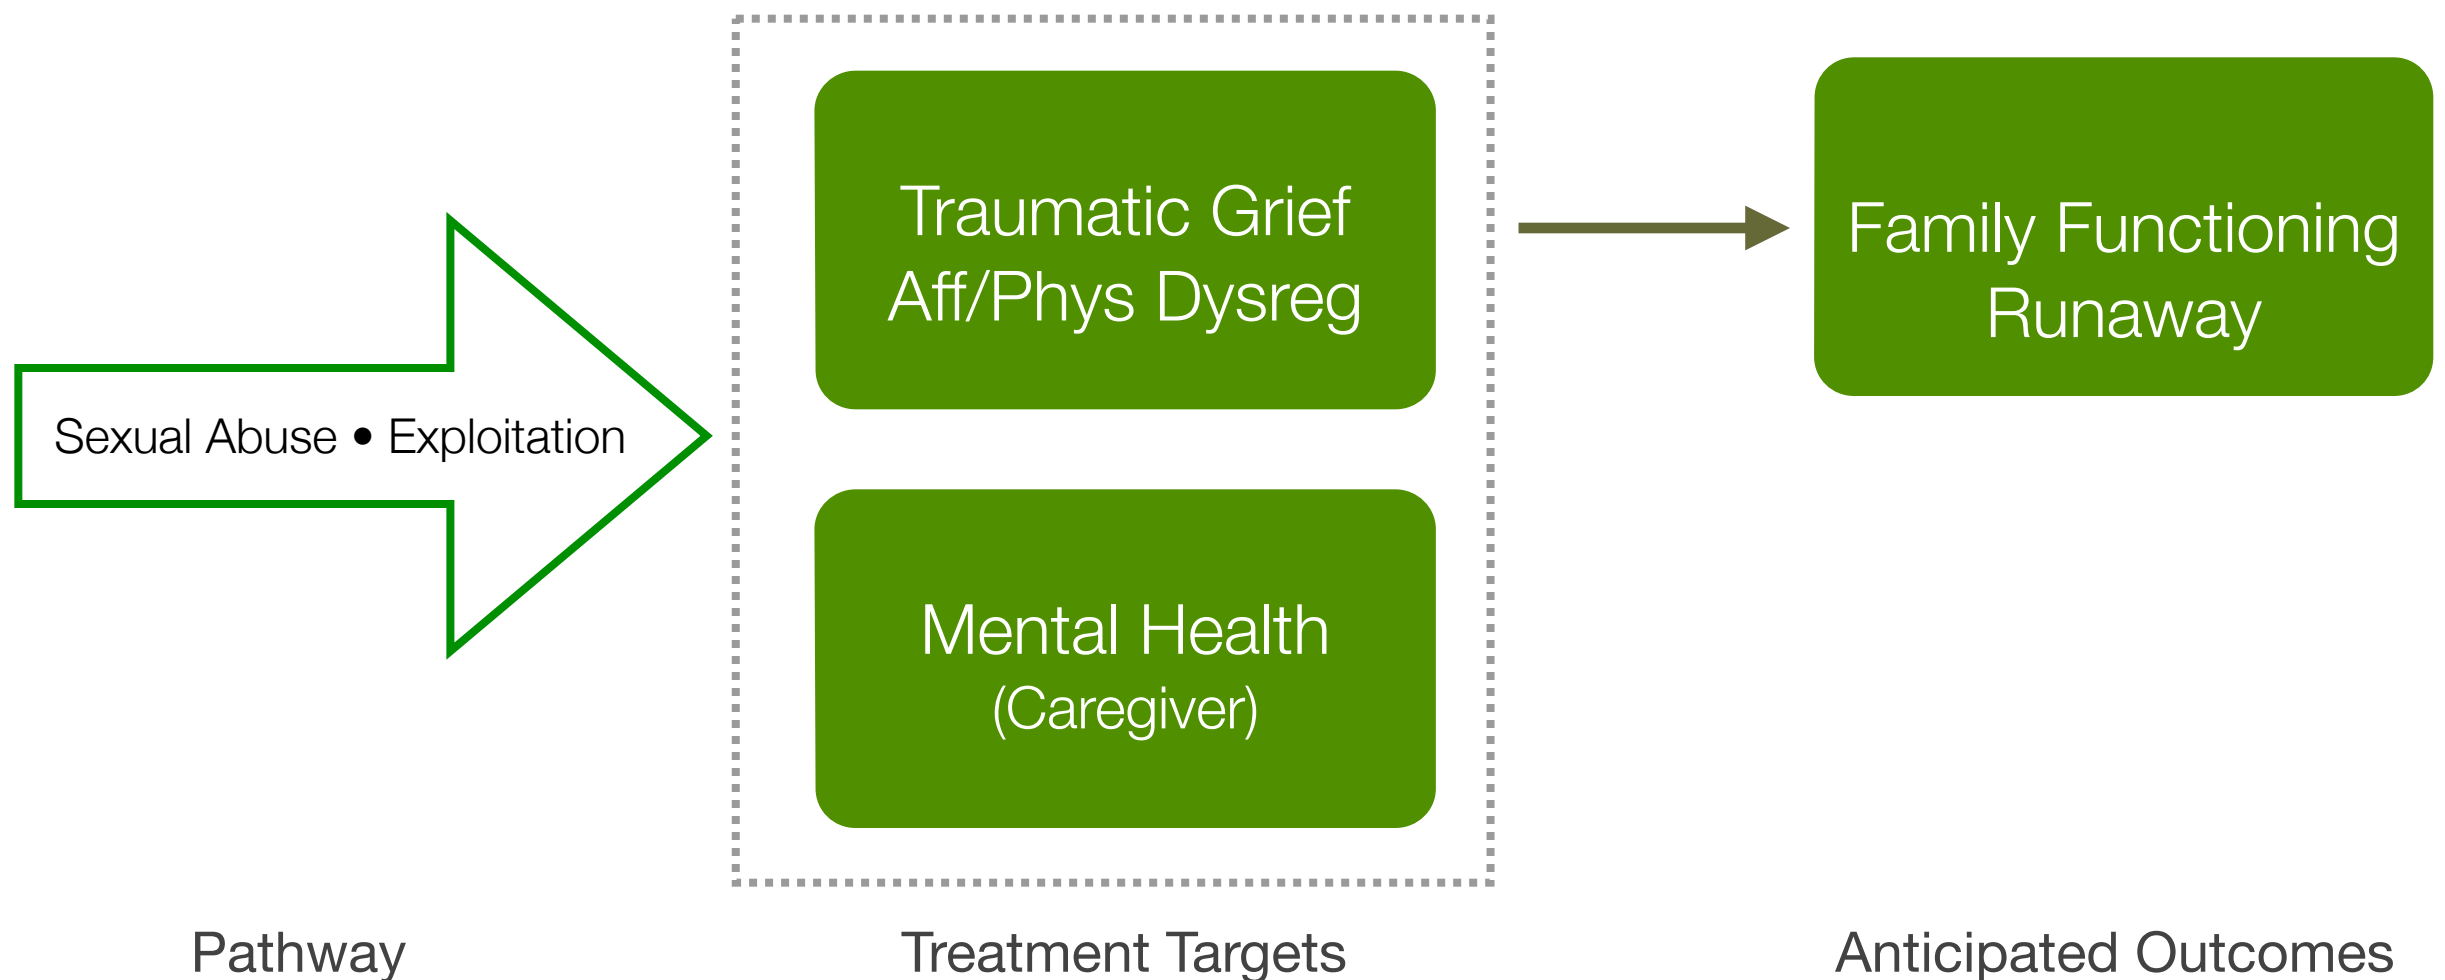 Sexual Abuse • Exploitation
Traumatic Grief
Aff/Phys Dysreg
Mental Health
(Caregiver)
Family Functioning
Runaway
Pathway
Treatment Targets
Anticipated Outcomes